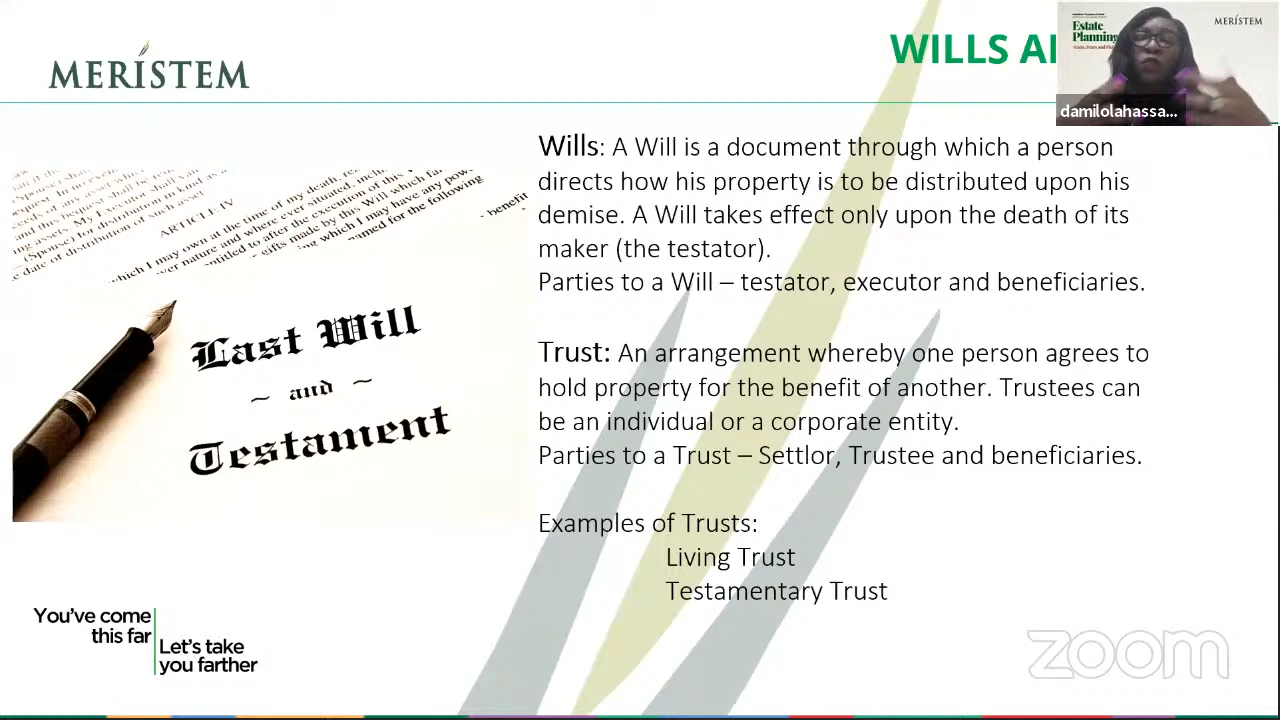 MERÍSTEM
WILLS A
Estate
Planning
MERÍSTEM
damilolahassa...
Wills: A Will is a document through which a person
directs how his property is to be distributed upon his
demise. A Will takes effect only upon the death of its
maker (the testator).
Parties to a Will – testator, executor and beneficiaries.
Trust: An arrangement whereby one person agrees to
hold property for the benefit of another. Trustees can
be an individual or a corporate entity.
Parties to a Trust – Settlor, Trustee and beneficiaries.
Examples of Trusts:
Living Trust
Testamentary Trust
ARTICLE IV
Last Will
~ and ~
Testament
You've come
this far
Let's take
you farther
zoom